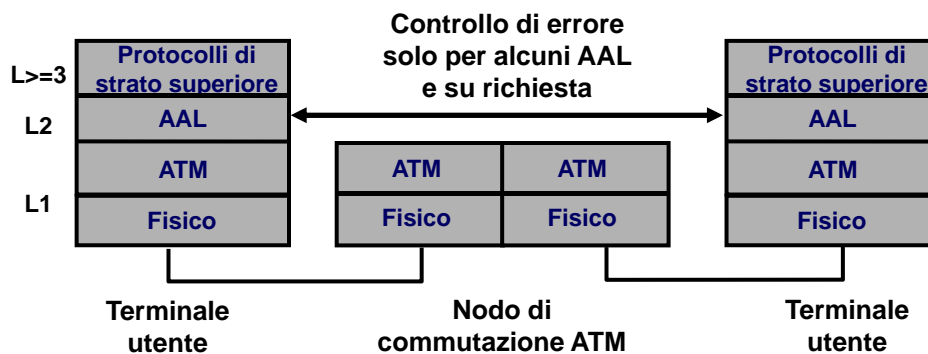 Controllo di errore
solo per alcuni AAL
e su richiesta
L>=3
Protocolli di
strato superiore
Protocolli di
strato superiore
L2
AAL
AAL
ATM
ATM
ATM
ATM
L1
Fisico
Fisico
Fisico
Fisico
Terminale
utente
Nodo di
commutazione ATM
Terminale
utente